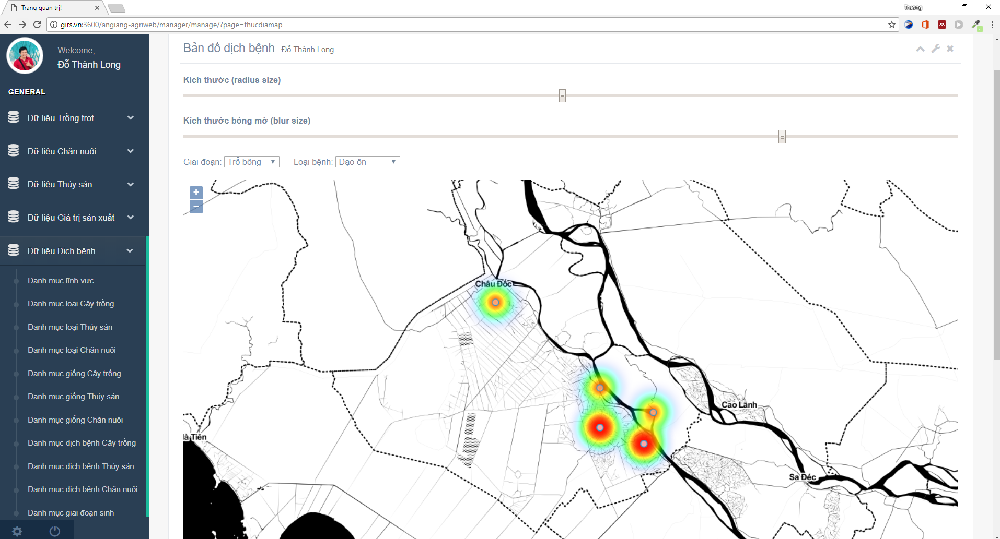 Trang quản trị!
Truong
girs.vn:3600/angiang-agriweb/manager/manage/?page=thucdiamap
Welcome,
Đỗ Thành Long
GENERAL
Dữ liệu Trồng trọt
Dữ liệu Chăn nuôi
Dữ liệu Thủy sản
Dữ liệu Giá trị sản xuất
Dữ liệu Dịch bệnh
Danh mục lĩnh vực
Danh mục loại Cây trồng
Danh mục loại Thủy sản
Danh mục loại Chăn nuôi
Danh mục giống Cây trồng
Danh mục giống Thủy sản
Danh mục giống Chăn nuôi
Danh mục dịch bệnh Cây trồng
Danh mục dịch bệnh Thủy sản
Danh mục dịch bệnh Chăn nuôi
Danh mục giai đoạn sinh
Bản đồ dịch bệnh Đỗ Thành Long
Kích thước (radius size)
Kích thước bóng mờ (blur size)
Giai đoạn: Trổ bông Loại bệnh: Đạo ôn
+
−
Châu Đốc
Cao Lãnh
à Tiên
Sa Đéc